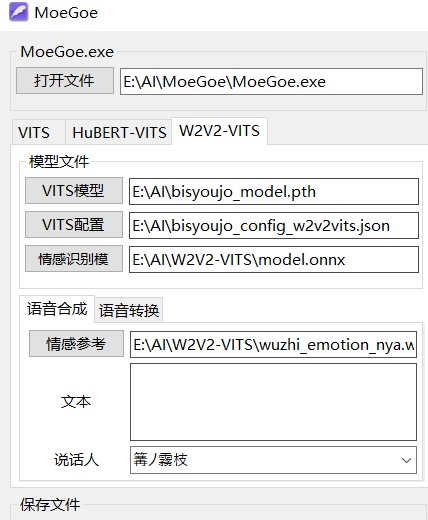 MoeGoe
MoeGoe.exe
打开文件 E:\AI\MoeGoe\MoeGoe.exe
VITS HuBERT-VITS W2V2-VITS
模型文件
VITS模型 E:\AI\bisyoujo_model.pth
VITS配置 E:\AI\bisyoujo_config_w2v2vits.json
情感识别模 E:\AI\W2V2-VITS\model.onnx
语音合成 语音转换
情感参考 E:\AI\W2V2-VITS\wuzhi_emotion_nya.w
文本
说话人 篝ノ霧枝
保存文件